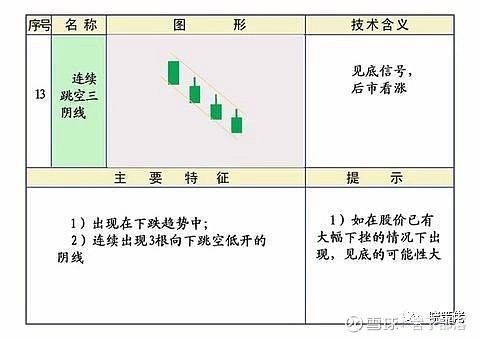 序号 名称 图形 技术含义
13
连续
跳空三
阴线
见底信号，
后市看涨
主要特征 提示
1）出现在下跌趋势中；
2）连续出现3根向下跳空低开的
阴线
1）如在股价已有
大幅下挫的情况下出
现，见底的可能性大